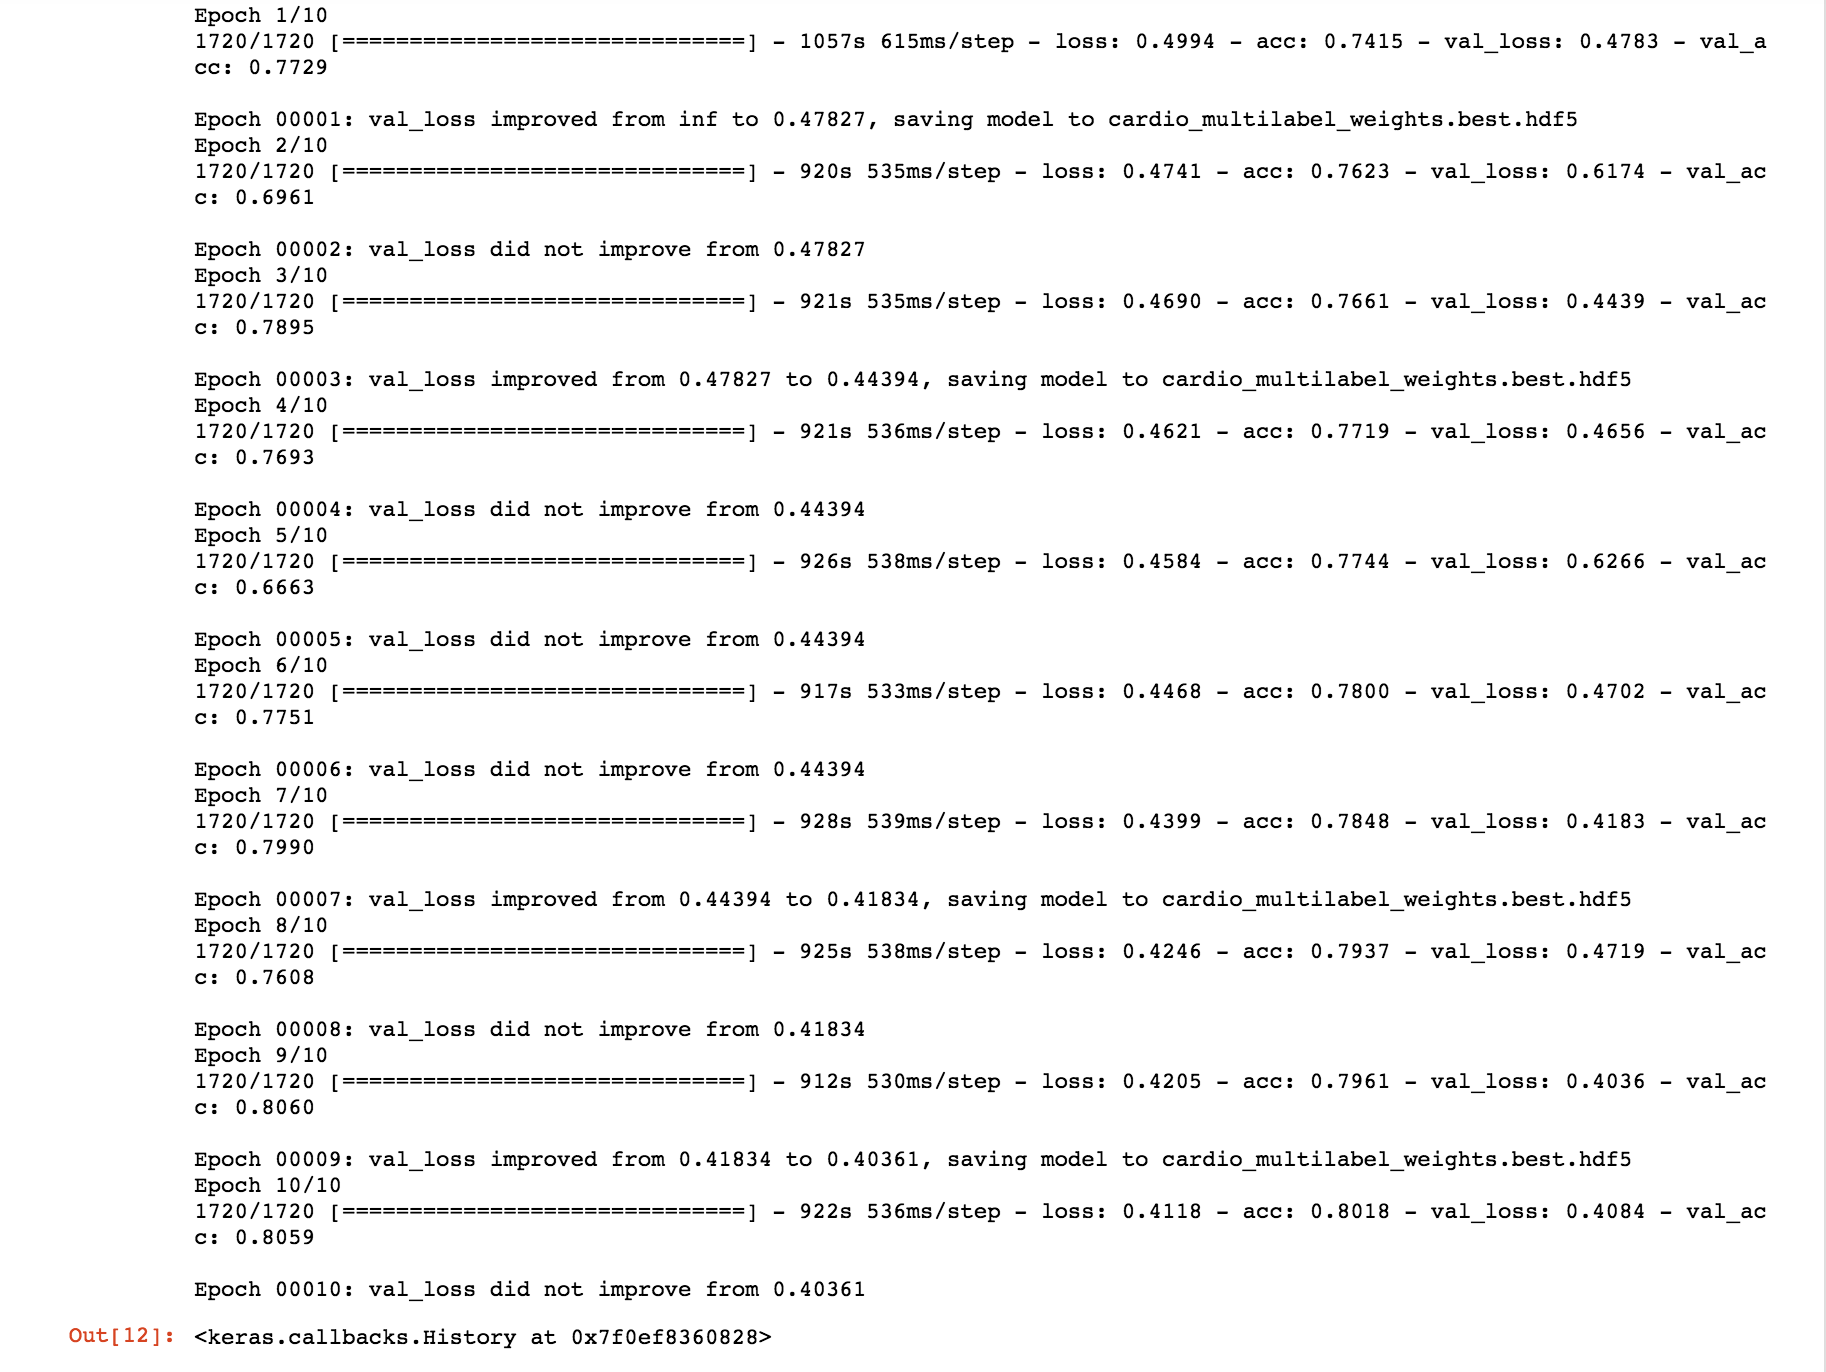 Epoch 1/10
1720/1720 [==============================] - 1057s 615ms/step - loss: 0.4994 - acc: 0.7415 - val_loss: 0.4783 - val_a
cc: 0.7729
Epoch 00001: val_loss improved from inf to 0.47827, saving model to cardio_multilabel_weights.best.hdf5
Epoch 2/10
1720/1720 [==============================] - 920s 535ms/step - loss: 0.4741 - acc: 0.7623 - val_loss: 0.6174 - val_ac
c: 0.6961
Epoch 00002: val_loss did not improve from 0.47827
Epoch 3/10
1720/1720 [==============================] - 921s 535ms/step - loss: 0.4690 - acc: 0.7661 - val_loss: 0.4439 - val_ac
c: 0.7895
Epoch 00003: val_loss improved from 0.47827 to 0.44394, saving model to cardio_multilabel_weights.best.hdf5
Epoch 4/10
1720/1720 [==============================] - 921s 536ms/step - loss: 0.4621 - acc: 0.7719 - val_loss: 0.4656 - val_ac
c: 0.7693
Epoch 00004: val_loss did not improve from 0.44394
Epoch 5/10
1720/1720 [==============================] - 926s 538ms/step - loss: 0.4584 - acc: 0.7744 - val_loss: 0.6266 - val_ac
c: 0.6663
Epoch 00005: val_loss did not improve from 0.44394
Epoch 6/10
1720/1720 [==============================] - 917s 533ms/step - loss: 0.4468 - acc: 0.7800 - val_loss: 0.4702 - val_ac
c: 0.7751
Epoch 00006: val_loss did not improve from 0.44394
Epoch 7/10
1720/1720 [==============================] - 928s 539ms/step - loss: 0.4399 - acc: 0.7848 - val_loss: 0.4183 - val_ac
c: 0.7990
Epoch 00007: val_loss improved from 0.44394 to 0.41834, saving model to cardio_multilabel_weights.best.hdf5
Epoch 8/10
1720/1720 [==============================] - 925s 538ms/step - loss: 0.4246 - acc: 0.7937 - val_loss: 0.4719 - val_ac
c: 0.7608
Epoch 00008: val_loss did not improve from 0.41834
Epoch 9/10
1720/1720 [==============================] - 912s 530ms/step - loss: 0.4205 - acc: 0.7961 - val_loss: 0.4036 - val_ac
c: 0.8060
Epoch 00009: val_loss improved from 0.41834 to 0.40361, saving model to cardio_multilabel_weights.best.hdf5
Epoch 10/10
1720/1720 [==============================] - 922s 536ms/step - loss: 0.4118 - acc: 0.8018 - val_loss: 0.4084 - val_ac
c: 0.8059
Epoch 00010: val_loss did not improve from 0.40361
Out[12]: <keras.callbacks.History at 0x7f0ef8360828>